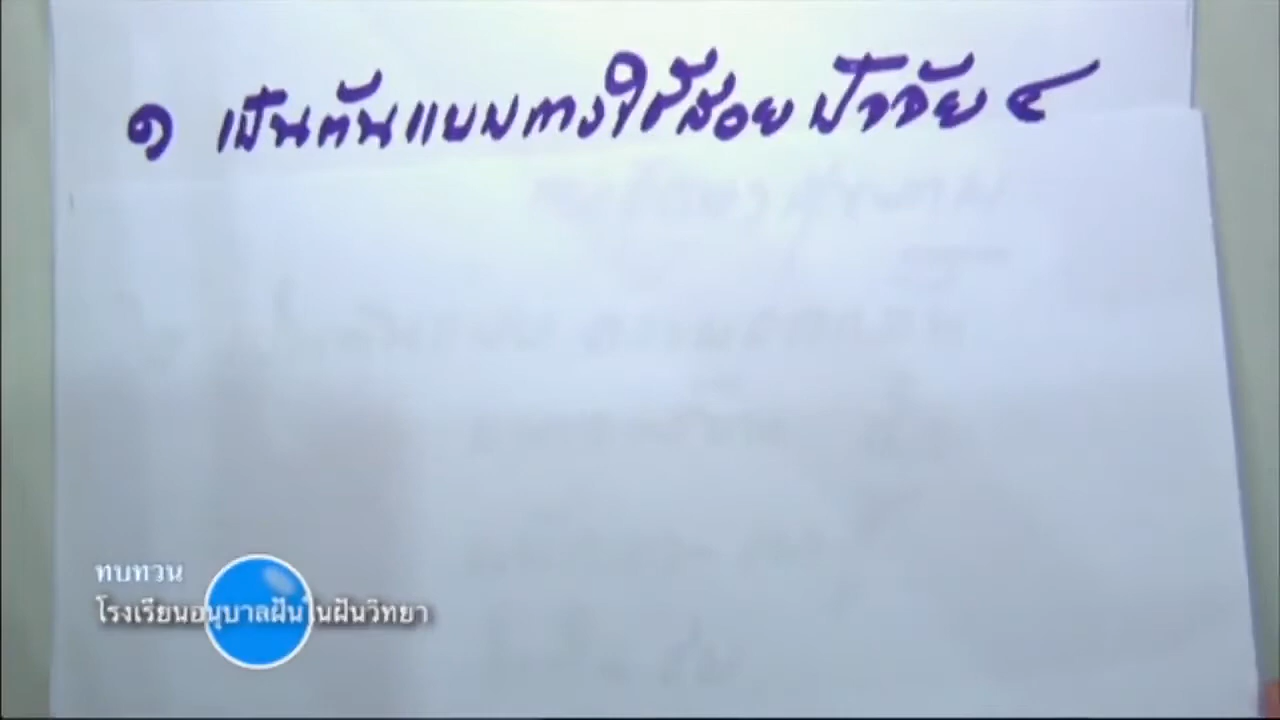 ๑ เป็นต้นแบบทางใช้สอย ปัจจัย ๔
ทบทวน
โรงเรียนอนุบาลฝันในฝันวิทยา